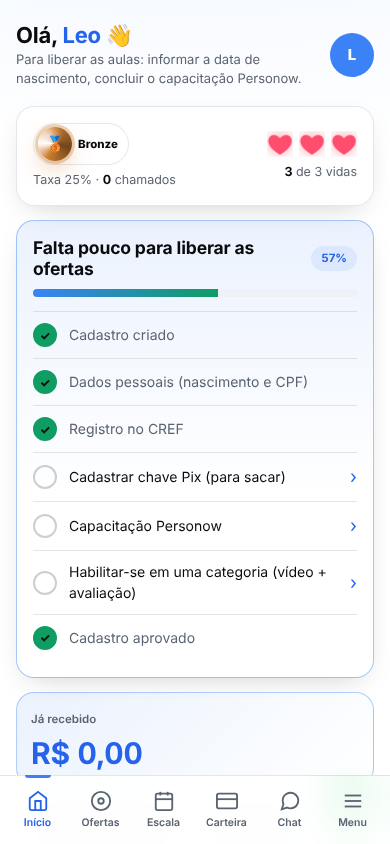 Olá, Leo 👋
Para liberar as aulas: informar a data de
nascimento, concluir o capacitação Personow.
L
Bronze
Taxa 25% · 0 chamados
3 de 3 vidas
Falta pouco para liberar as
ofertas
57%
Cadastro criado
Dados pessoais (nascimento e CPF)
Registro no CREF
Cadastrar chave Pix (para sacar)
Capacitação Personow
Habilitar-se em uma categoria (vídeo +
avaliação)
Cadastro aprovado
Já recebido
R$ 0,00
Início
Ofertas
Escala
Carteira
Chat
Menu